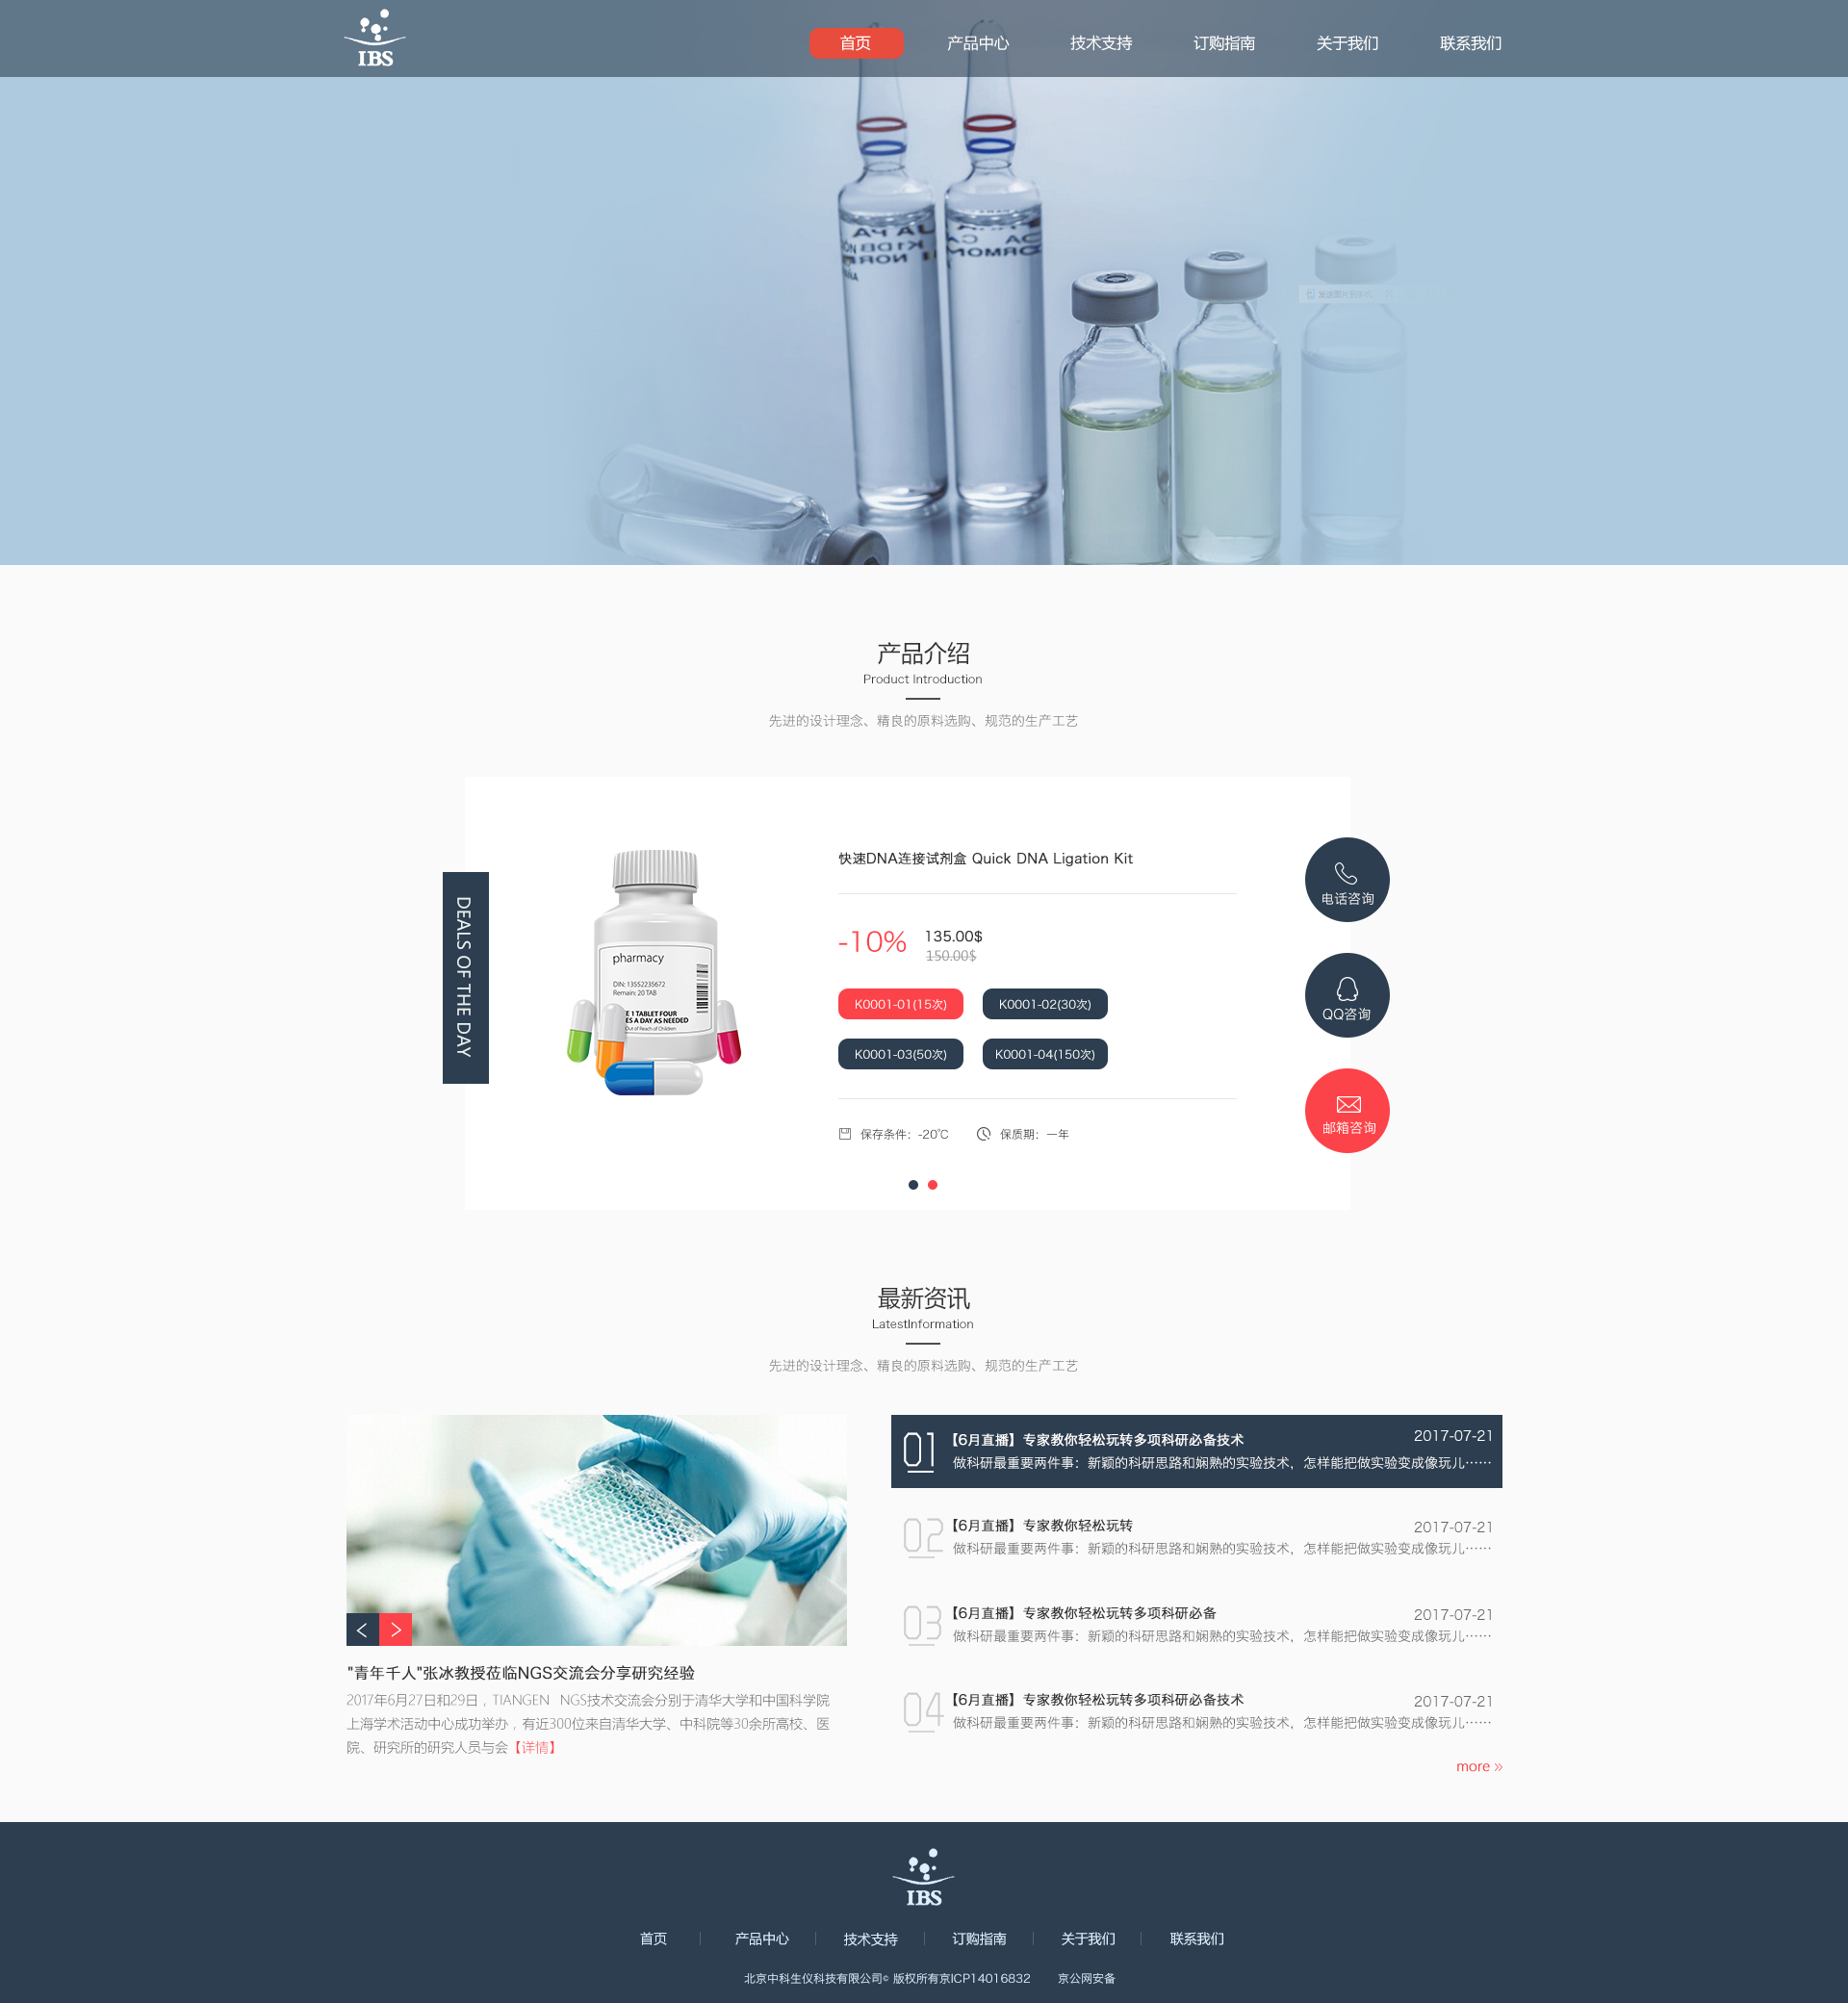 IBS
首页
产品中心
技术支持
订购指南
关于我们
联系我们
产品介绍
Product Introduction
先进的设计理念、精良的原料选购、规范的生产工艺
DEALS OF THE DAY
pharmacy
DIN: 13552235672
Remain: 20 TAB
E 1 TABLET FOUR
ES A DAY AS NEEDED
Out of Reach of Children
快速DNA连接试剂盒 Quick DNA Ligation Kit
-10%
135.00$
150.00$
K0001-01(15次)
K0001-02(30次)
K0001-03(50次)
K0001-04(150次)
保存条件：-20℃
保质期：一年
电话咨询
QQ咨询
邮箱咨询
最新资讯
LatestInformation
先进的设计理念、精良的原料选购、规范的生产工艺
"青年千人"张冰教授莅临NGS交流会分享研究经验
2017年6月27日和29日，TIANGEN NGS技术交流会分别于清华大学和中国科学院
上海学术活动中心成功举办，有近300位来自清华大学、中科院等30余所高校、医
院、研究所的研究人员与会【详情】
01
【6月直播】专家教你轻松玩转多项科研必备技术
2017-07-21
做科研最重要两件事：新颖的科研思路和娴熟的实验技术，怎样能把做实验变成像玩儿……
02
【6月直播】专家教你轻松玩转
2017-07-21
做科研最重要两件事：新颖的科研思路和娴熟的实验技术，怎样能把做实验变成像玩儿……
03
【6月直播】专家教你轻松玩转多项科研必备
2017-07-21
做科研最重要两件事：新颖的科研思路和娴熟的实验技术，怎样能把做实验变成像玩儿……
04
【6月直播】专家教你轻松玩转多项科研必备技术
2017-07-21
做科研最重要两件事：新颖的科研思路和娴熟的实验技术，怎样能把做实验变成像玩儿……
more »
IBS
首页
产品中心
技术支持
订购指南
关于我们
联系我们
北京中科生仪科技有限公司© 版权所有京ICP14016832 京公网安备